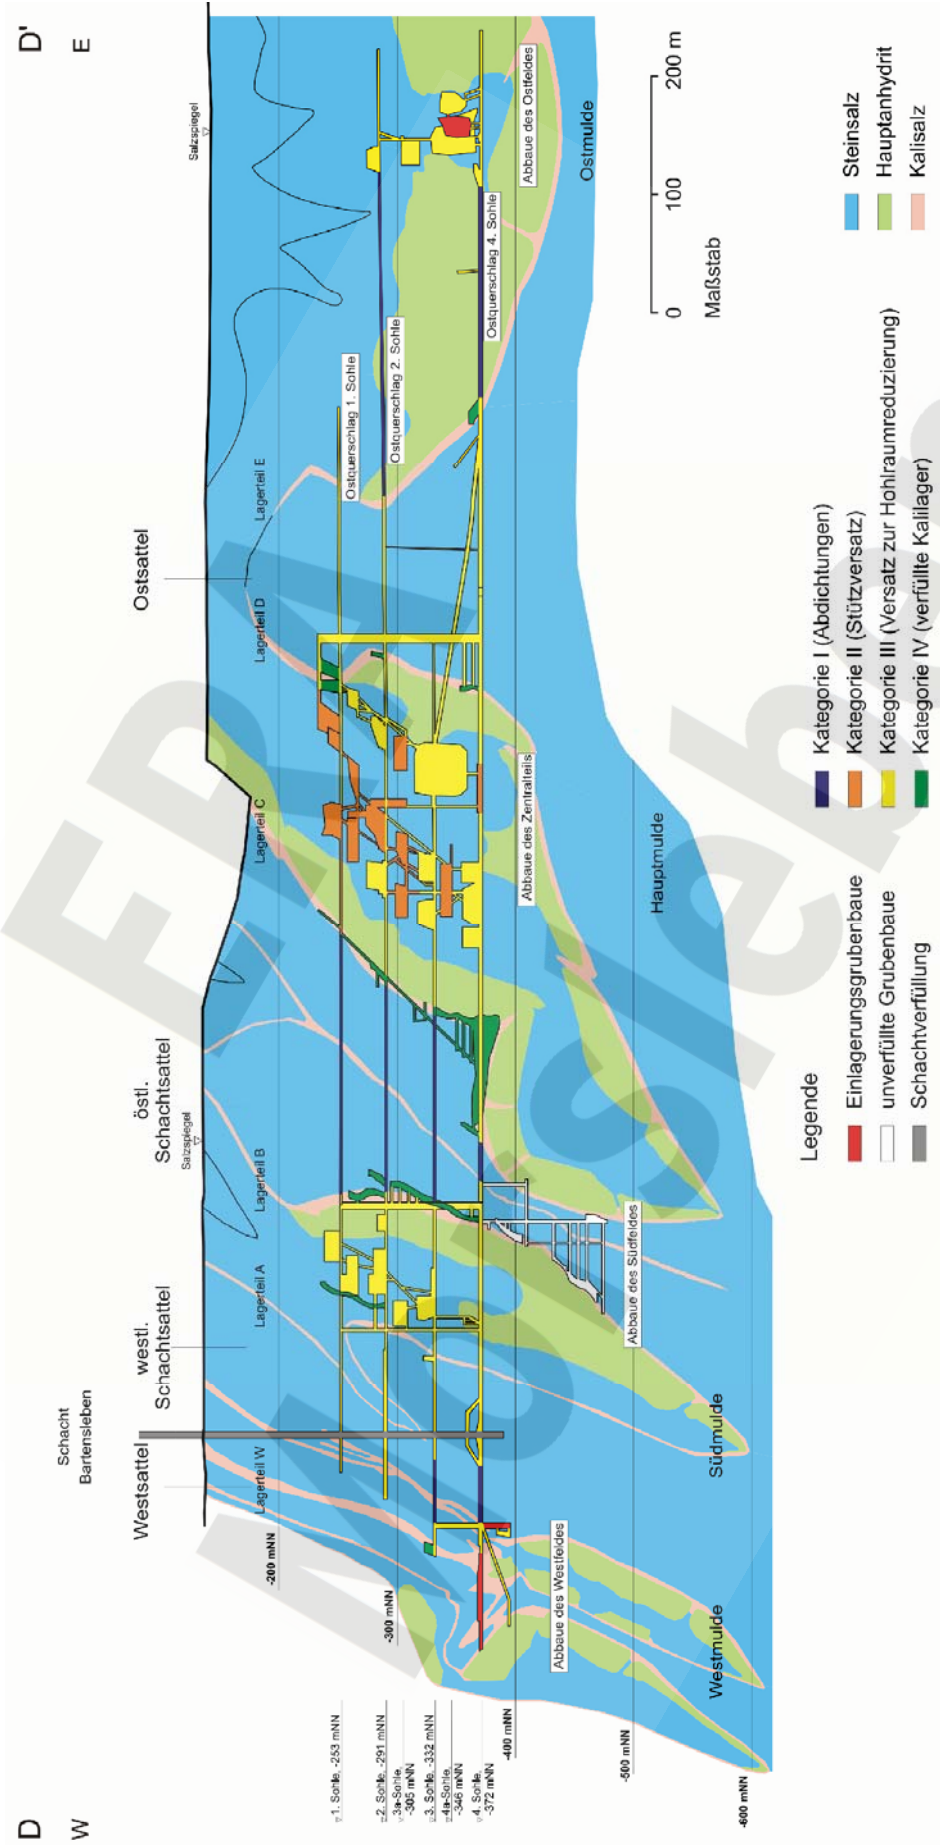 D
D'
W
E
Schacht
Bartensleben
Westsattel
westl.
Schachtsattel
östl.
Schachtsattel
Ostsattel
Salzspiegel
Salzspiegel
Lagerteil W
Lagerteil A
Lagerteil B
Lagerteil C
Lagerteil D
Lagerteil E
-200 mNN
-300 mNN
-400 mNN
-500 mNN
-600 mNN
1. Sohle, -253 mNN
2. Sohle, -291 mNN
3a-Sohle,
-305 mNN
3. Sohle, -332 mNN
4a-Sohle,
-346 mNN
4. Sohle,
-372 mNN
Ostquerschlag 1. Sohle
Ostquerschlag 2. Sohle
Ostquerschlag 4. Sohle
Abbaue des Westfeldes
Abbaue des Südfeldes
Abbaue des Zentralteils
Abbaue des Ostfeldes
Westmulde
Südmulde
Hauptmulde
Ostmulde
0
100
200 m
Maßstab
Legende
Einlagerungsgrubenbaue
unverfüllte Grubenbaue
Schachtverfüllung
Kategorie I (Abdichtungen)
Kategorie II (Stützversatz)
Kategorie III (Versatz zur Hohlraumreduzierung)
Kategorie IV (verfüllte Kalilager)
Steinsalz
Hauptanhydrit
Kalisalz
ERA Morsleben